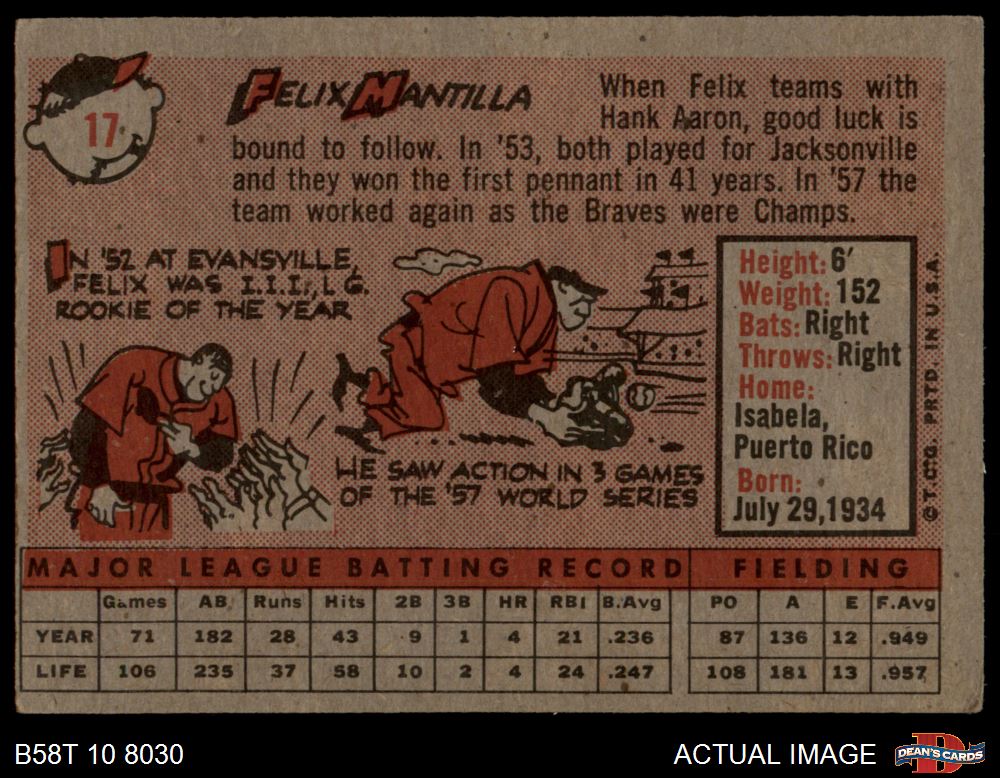 17
FELIX MANTILLA
When Felix teams with
Hank Aaron, good luck is
bound to follow. In '53, both played for Jacksonville
and they won the first pennant in 41 years. In '57 the
team worked again as the Braves were Champs.
IN '52 AT EVANSVILLE,
FELIX WAS I.I.I., LG.
ROOKIE OF THE YEAR
HE SAW ACTION IN 3 GAMES
OF THE '57 WORLD SERIES
Height: 6'
Weight: 152
Bats: Right
Throws: Right
Home:
Isabela,
Puerto Rico
Born:
July 29, 1934
© T.C.G. PRTD. IN U.S.A.
MAJOR LEAGUE BATTING RECORD FIELDING
Games AB Runs Hits 2B 3B HR RBI B.Avg PO A E F.Avg
YEAR 71 182 28 43 9 1 4 21 .236 87 136 12 .949
LIFE 106 235 37 58 10 2 4 24 .247 108 181 13 .957
B58T 10 8030 ACTUAL IMAGE DEAN'S CARDS